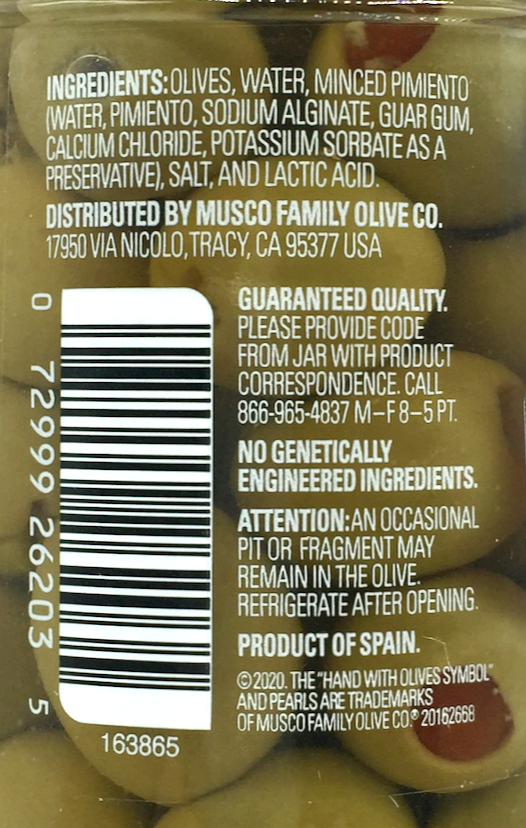 INGREDIENTS: OLIVES, WATER, MINCED PIMIENTO
(WATER, PIMIENTO, SODIUM ALGINATE, GUAR GUM,
CALCIUM CHLORIDE, POTASSIUM SORBATE AS A
PRESERVATIVE), SALT, AND LACTIC ACID.
DISTRIBUTED BY MUSCO FAMILY OLIVE CO.
17950 VIA NICOLO, TRACY, CA 95377 USA
0 72999 26203 5
163865
GUARANTEED QUALITY.
PLEASE PROVIDE CODE
FROM JAR WITH PRODUCT
CORRESPONDENCE. CALL
866-965-4837 M–F 8–5 PT.
NO GENETICALLY
ENGINEERED INGREDIENTS.
ATTENTION: AN OCCASIONAL
PIT OR FRAGMENT MAY
REMAIN IN THE OLIVE.
REFRIGERATE AFTER OPENING.
PRODUCT OF SPAIN.
©2020. THE "HAND WITH OLIVES SYMBOL"
AND PEARLS ARE TRADEMARKS
OF MUSCO FAMILY OLIVE CO.® 20162668